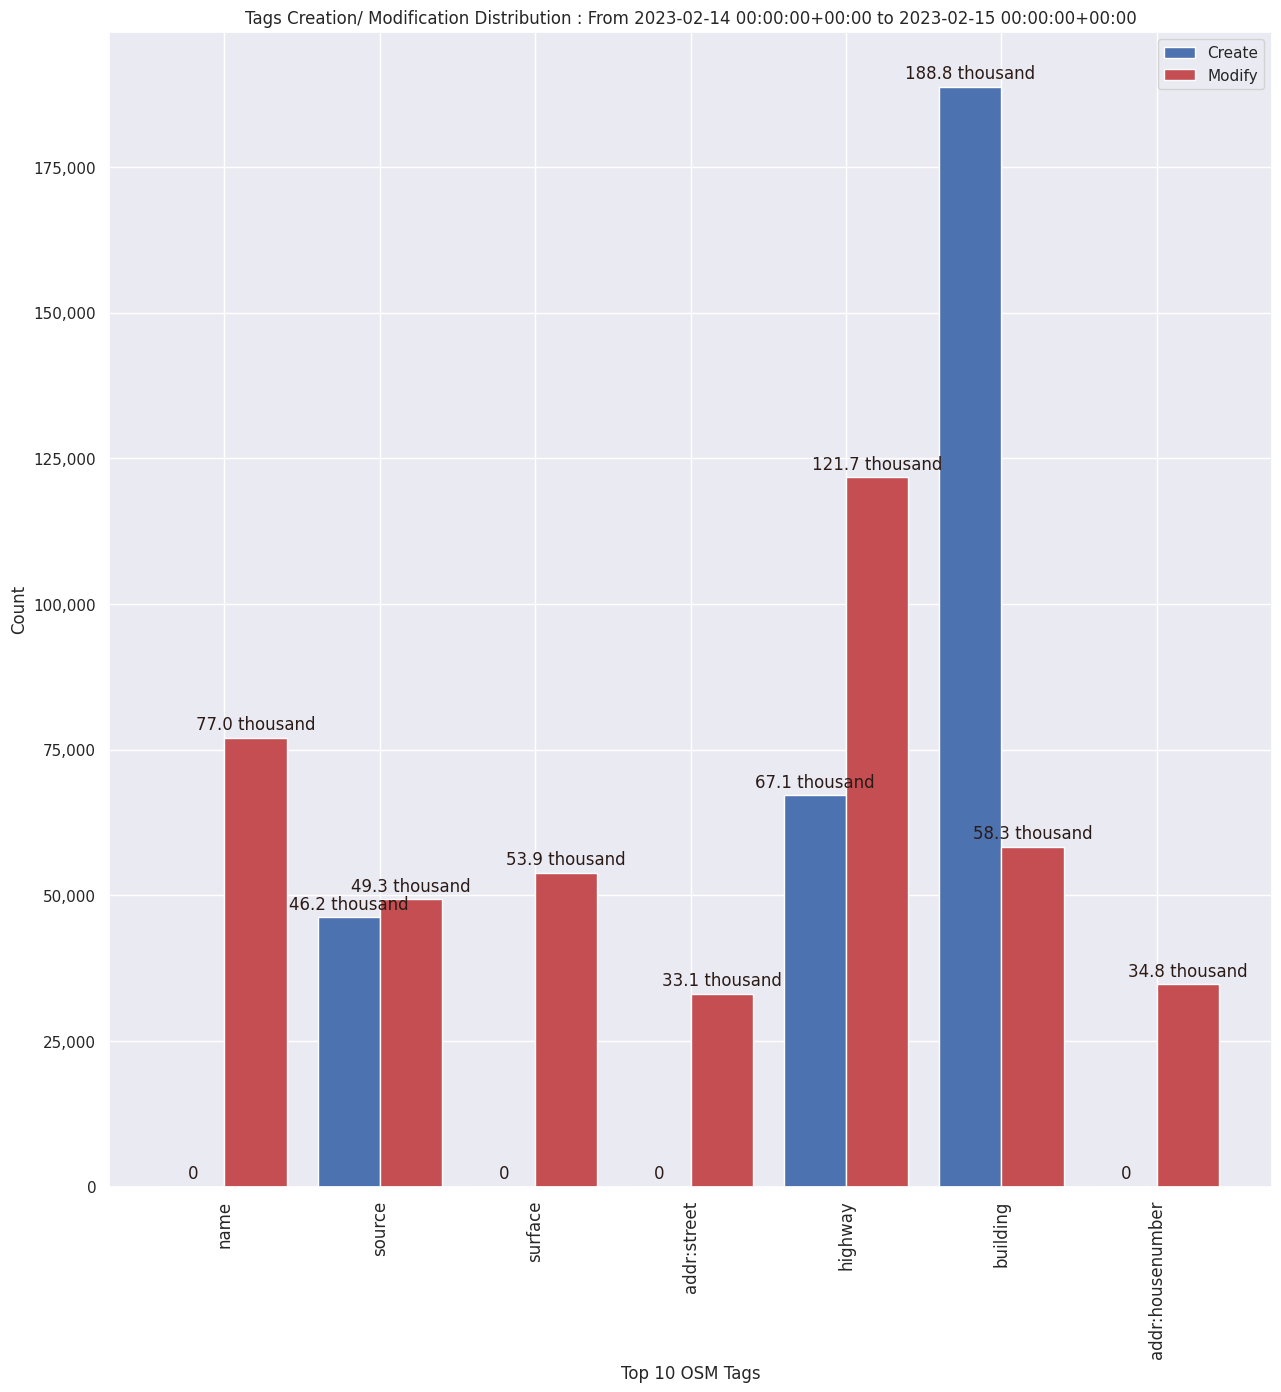 Tags Creation/ Modification Distribution : From 2023-02-14 00:00:00+00:00 to 2023-02-15 00:00:00+00:00
Create
Modify
188.8 thousand
175,000
150,000
125,000
121.7 thousand
100,000
Count
77.0 thousand
75,000
67.1 thousand
58.3 thousand
53.9 thousand
50,000
49.3 thousand
46.2 thousand
34.8 thousand
33.1 thousand
25,000
0 0 0 0
0
name source surface addr:street highway building addr:housenumber
Top 10 OSM Tags